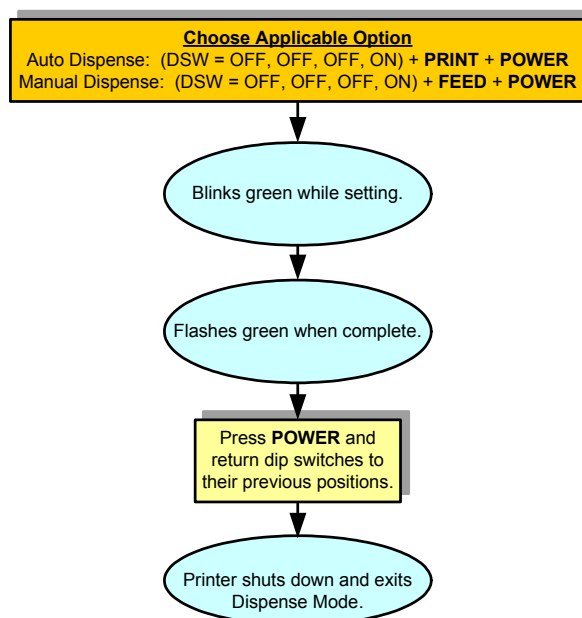 Choose Applicable Option
Auto Dispense: (DSW = OFF, OFF, OFF, ON) + PRINT + POWER
Manual Dispense: (DSW = OFF, OFF, OFF, ON) + FEED + POWER
Blinks green while setting.
Flashes green when complete.
Press POWER and
return dip switches to
their previous positions.
Printer shuts down and exits
Dispense Mode.